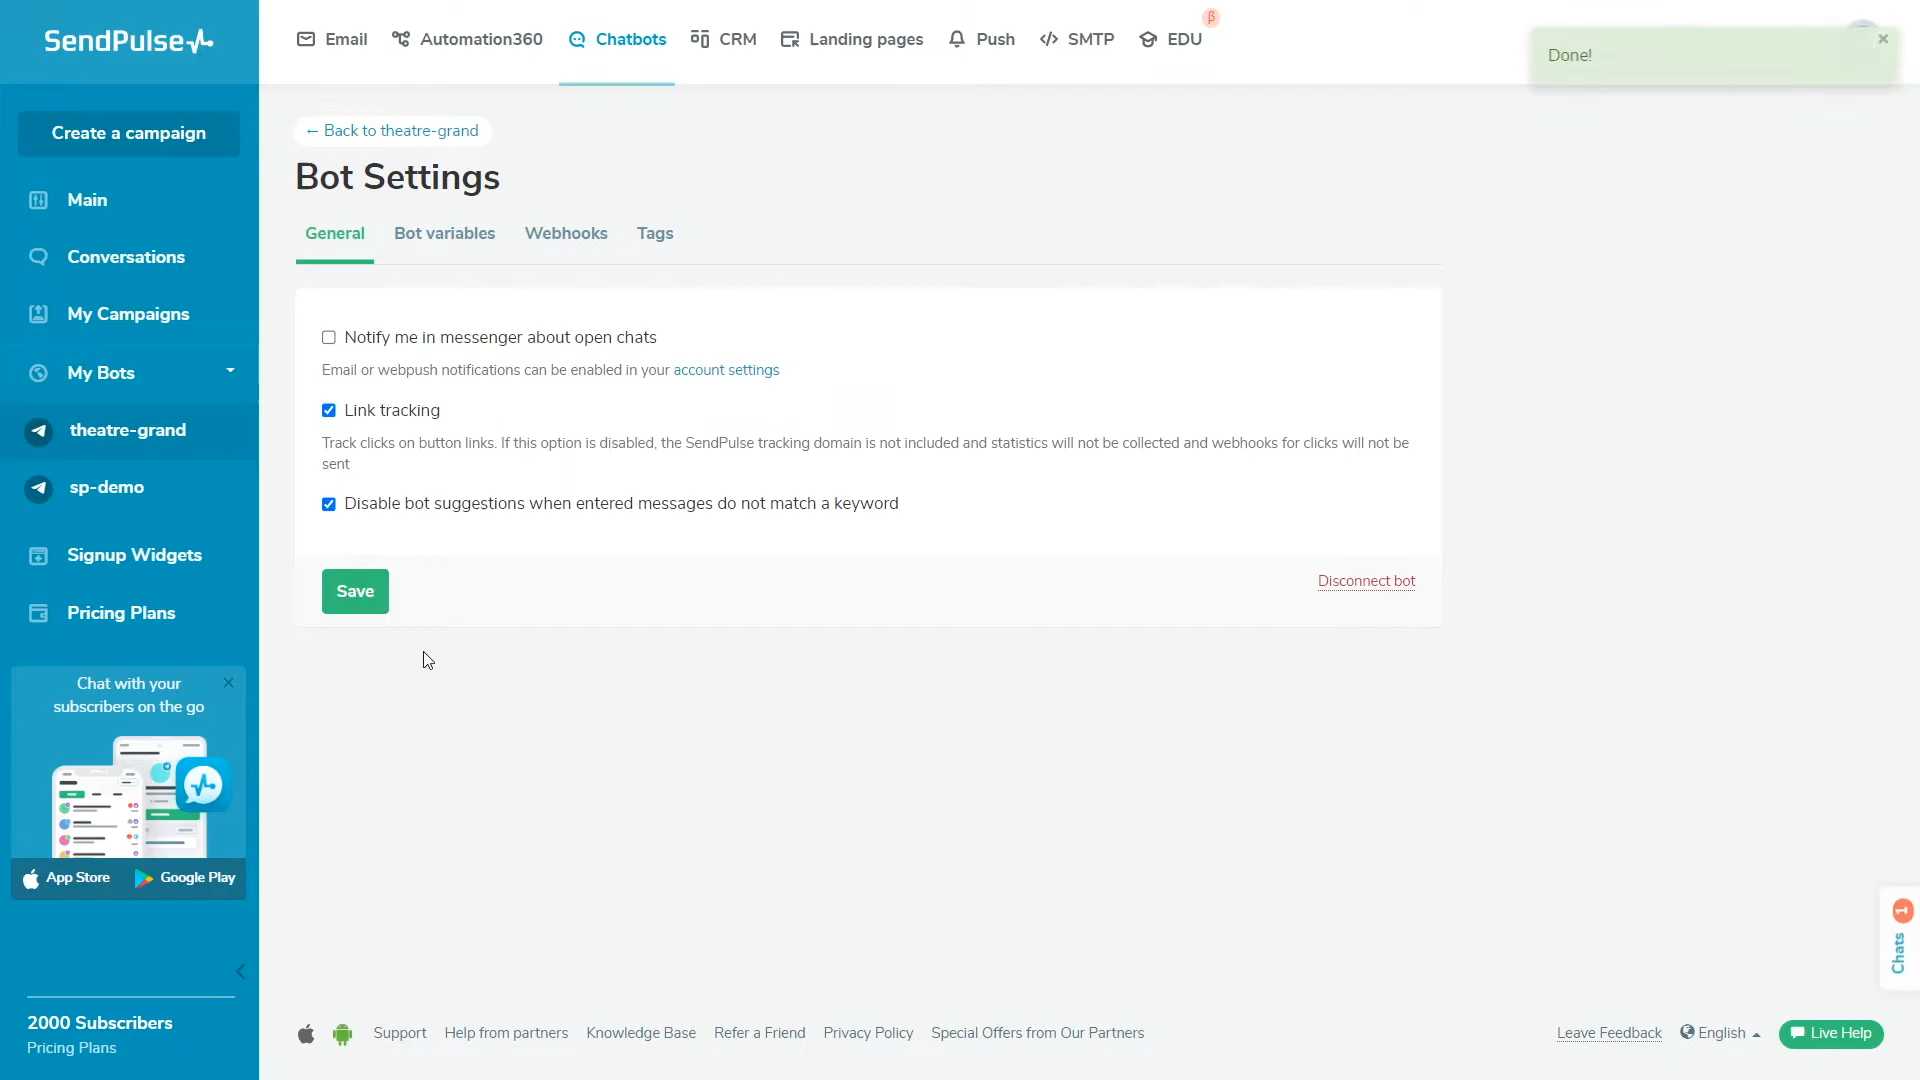 SendPulse
Email
Automation360
Chatbots
CRM
Landing pages
Push
SMTP
EDU
β
Done!
×
Create a campaign
Main
Conversations
My Campaigns
My Bots
theatre-grand
sp-demo
Signup Widgets
Pricing Plans
Chat with your
subscribers on the go
App Store
Google Play
2000 Subscribers
Pricing Plans
← Back to theatre-grand
Bot Settings
General
Bot variables
Webhooks
Tags
Notify me in messenger about open chats
Email or webpush notifications can be enabled in your account settings
Link tracking
Track clicks on button links. If this option is disabled, the SendPulse tracking domain is not included and statistics will not be collected and webhooks for clicks will not be
sent
Disable bot suggestions when entered messages do not match a keyword
Save
Disconnect bot
Chats
1
Support
Help from partners
Knowledge Base
Refer a Friend
Privacy Policy
Special Offers from Our Partners
Leave Feedback
English
Live Help